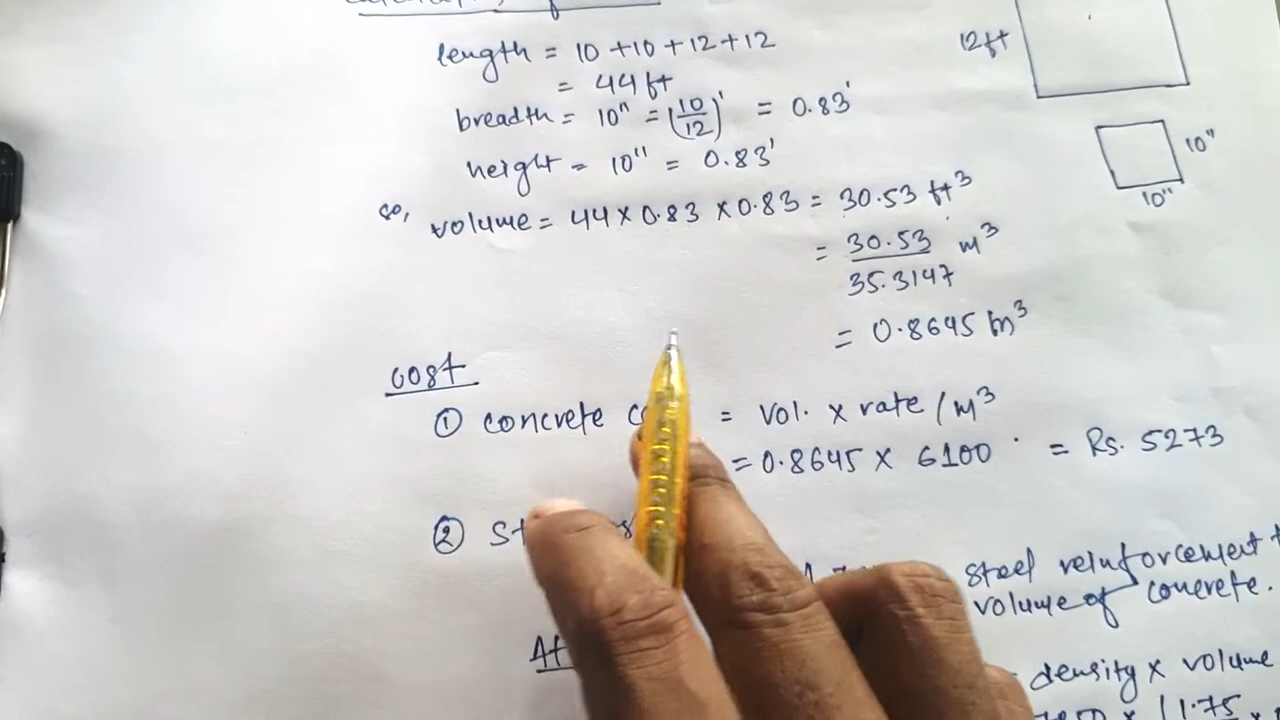 length = 10 + 10 + 12 + 12
= 44 ft
breadth = 10" = (10/12)' = 0.83'
height = 10" = 0.83'
so, volume = 44 × 0.83 × 0.83 = 30.53 ft³
= 30.53/35.3147 m³
= 0.8645 m³
12ft
10"
10"
cost
① concrete = vol. × rate / m³
= 0.8645 × 6100 = Rs. 5273
②
steel reinforcement
volume of concrete.
density × volume